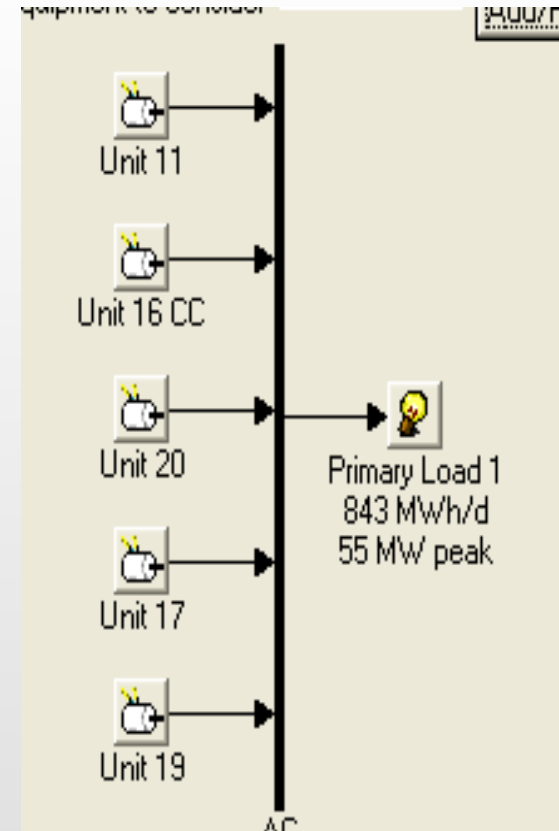 Unit 11
Unit 16 CC
Unit 20
Primary Load 1
843 MWh/d
55 MW peak
Unit 17
Unit 19
AC